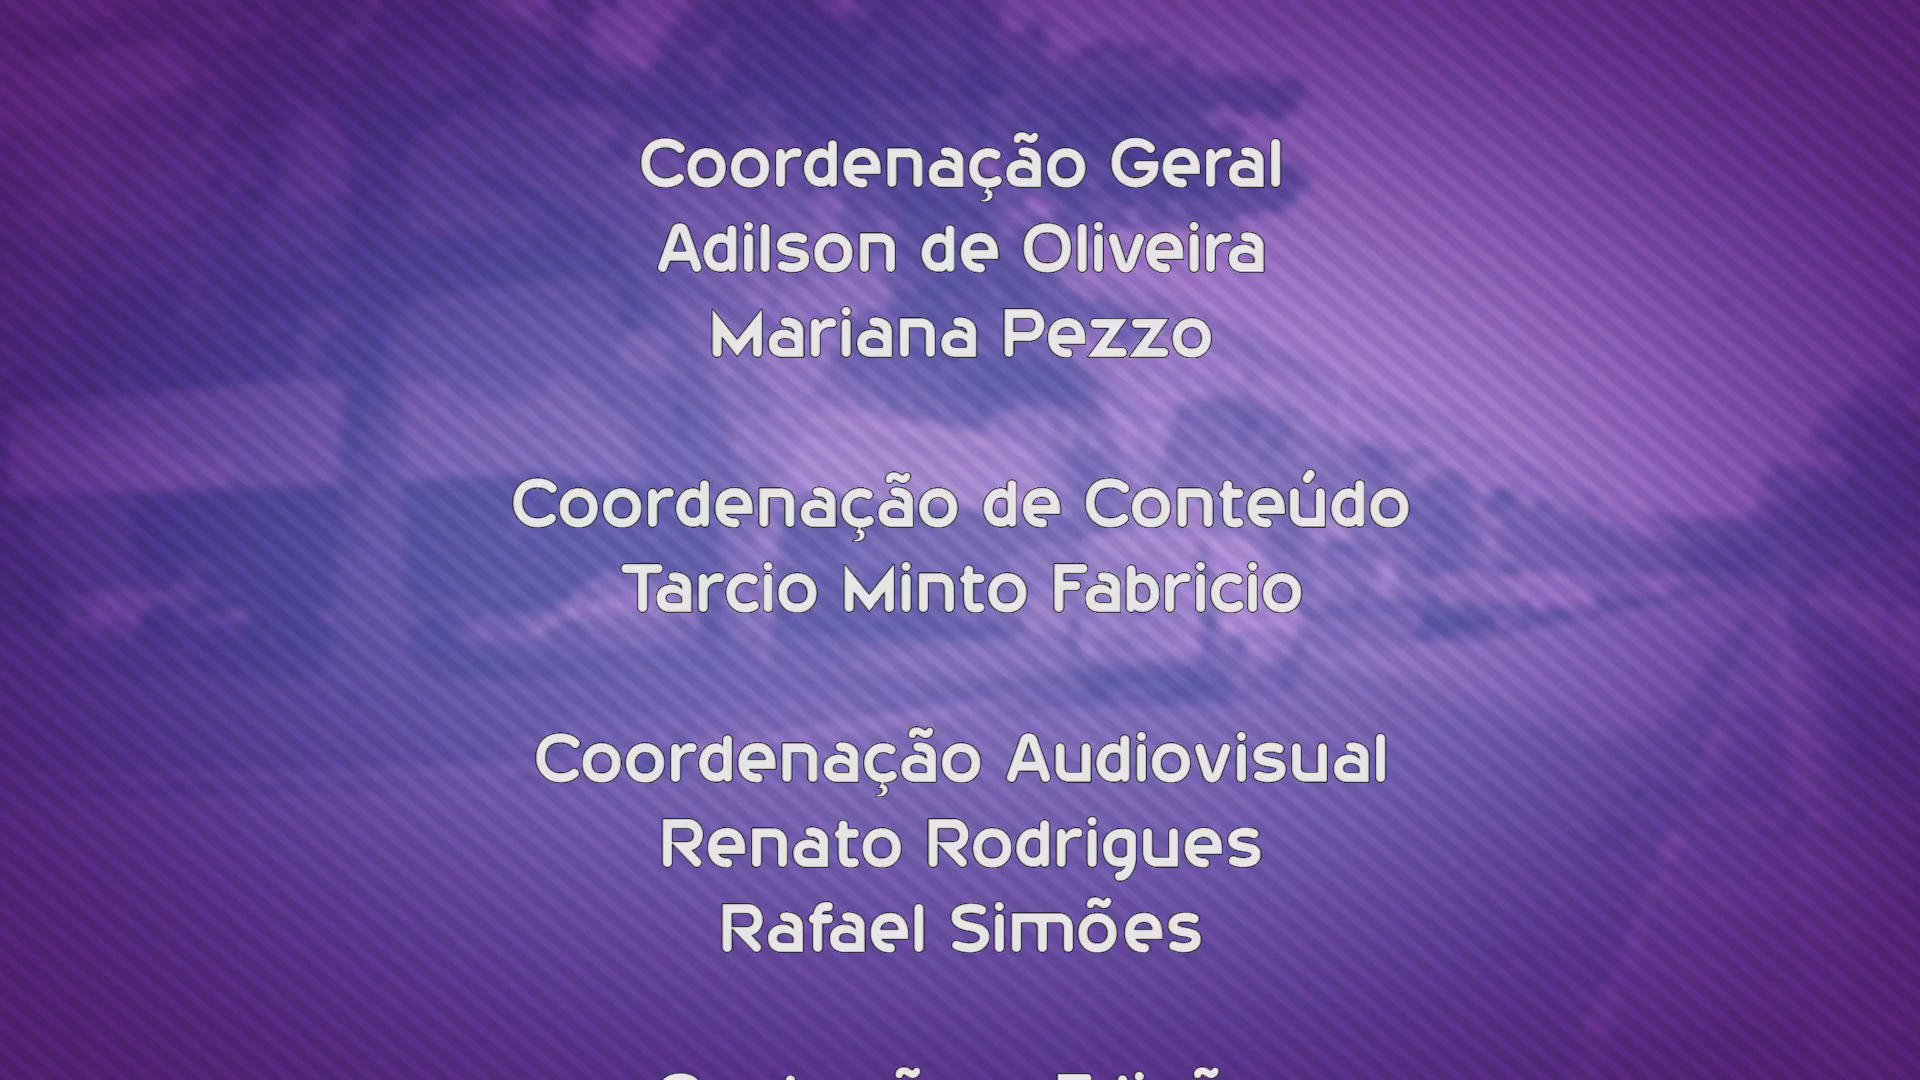 Coordenação Geral
Adilson de Oliveira
Mariana Pezzo
Coordenação de Conteúdo
Tarcio Minto Fabricio
Coordenação Audiovisual
Renato Rodrigues
Rafael Simões